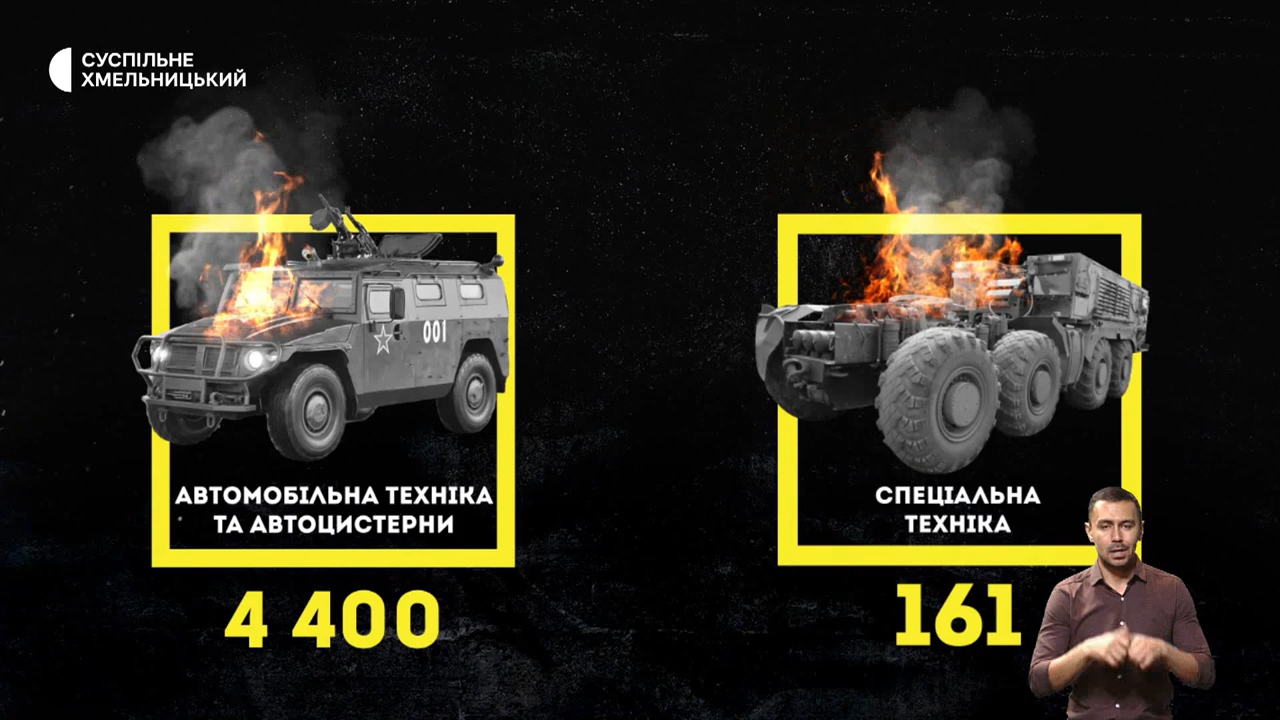 СУСПІЛЬНЕ
ХМЕЛЬНИЦЬКИЙ
001
АВТОМОБІЛЬНА ТЕХНІКА
ТА АВТОЦИСТЕРНИ
4 400
СПЕЦІАЛЬНА
ТЕХНІКА
161